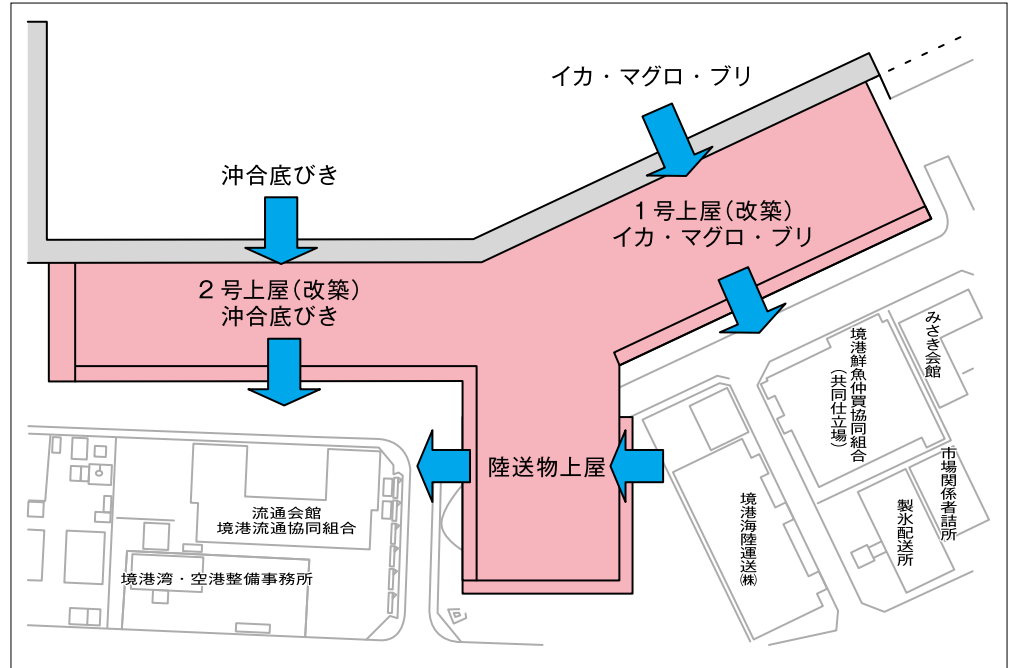 イカ・マグロ・ブリ
沖合底びき
1号上屋(改築)
イカ・マグロ・ブリ
2号上屋(改築)
沖合底びき
陸送物上屋
みさき会館
境港鮮魚仲買協同組合
(共同仕立場)
市場関係者詰所
製氷配送所
境港海陸運送㈱
流通会館
境港流通協同組合
境港湾・空港整備事務所